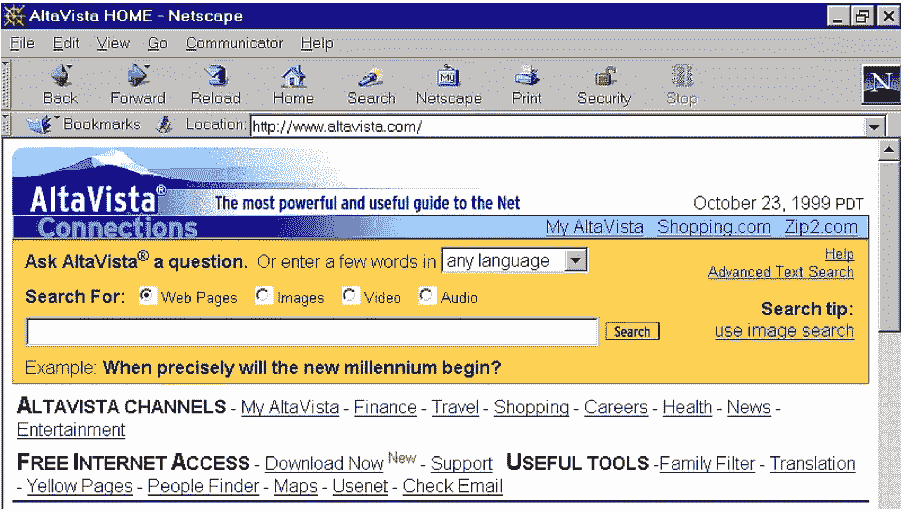 AltaVista HOME - Netscape
File Edit View Go Communicator Help
Back Forward Reload Home Search Netscape Print Security Stop
Bookmarks Location: http://www.altavista.com/
AltaVista® The most powerful and useful guide to the Net October 23, 1999 PDT
Connections My AltaVista Shopping.com Zip2.com
Ask AltaVista® a question. Or enter a few words in any language Help
Advanced Text Search
Search For: Web Pages Images Video Audio
Search tip:
Search use image search
Example: When precisely will the new millennium begin?
ALTAVISTA CHANNELS - My AltaVista - Finance - Travel - Shopping - Careers - Health - News -
Entertainment
FREE INTERNET ACCESS - Download Now New - Support USEFUL TOOLS -Family Filter - Translation
- Yellow Pages - People Finder - Maps - Usenet - Check Email